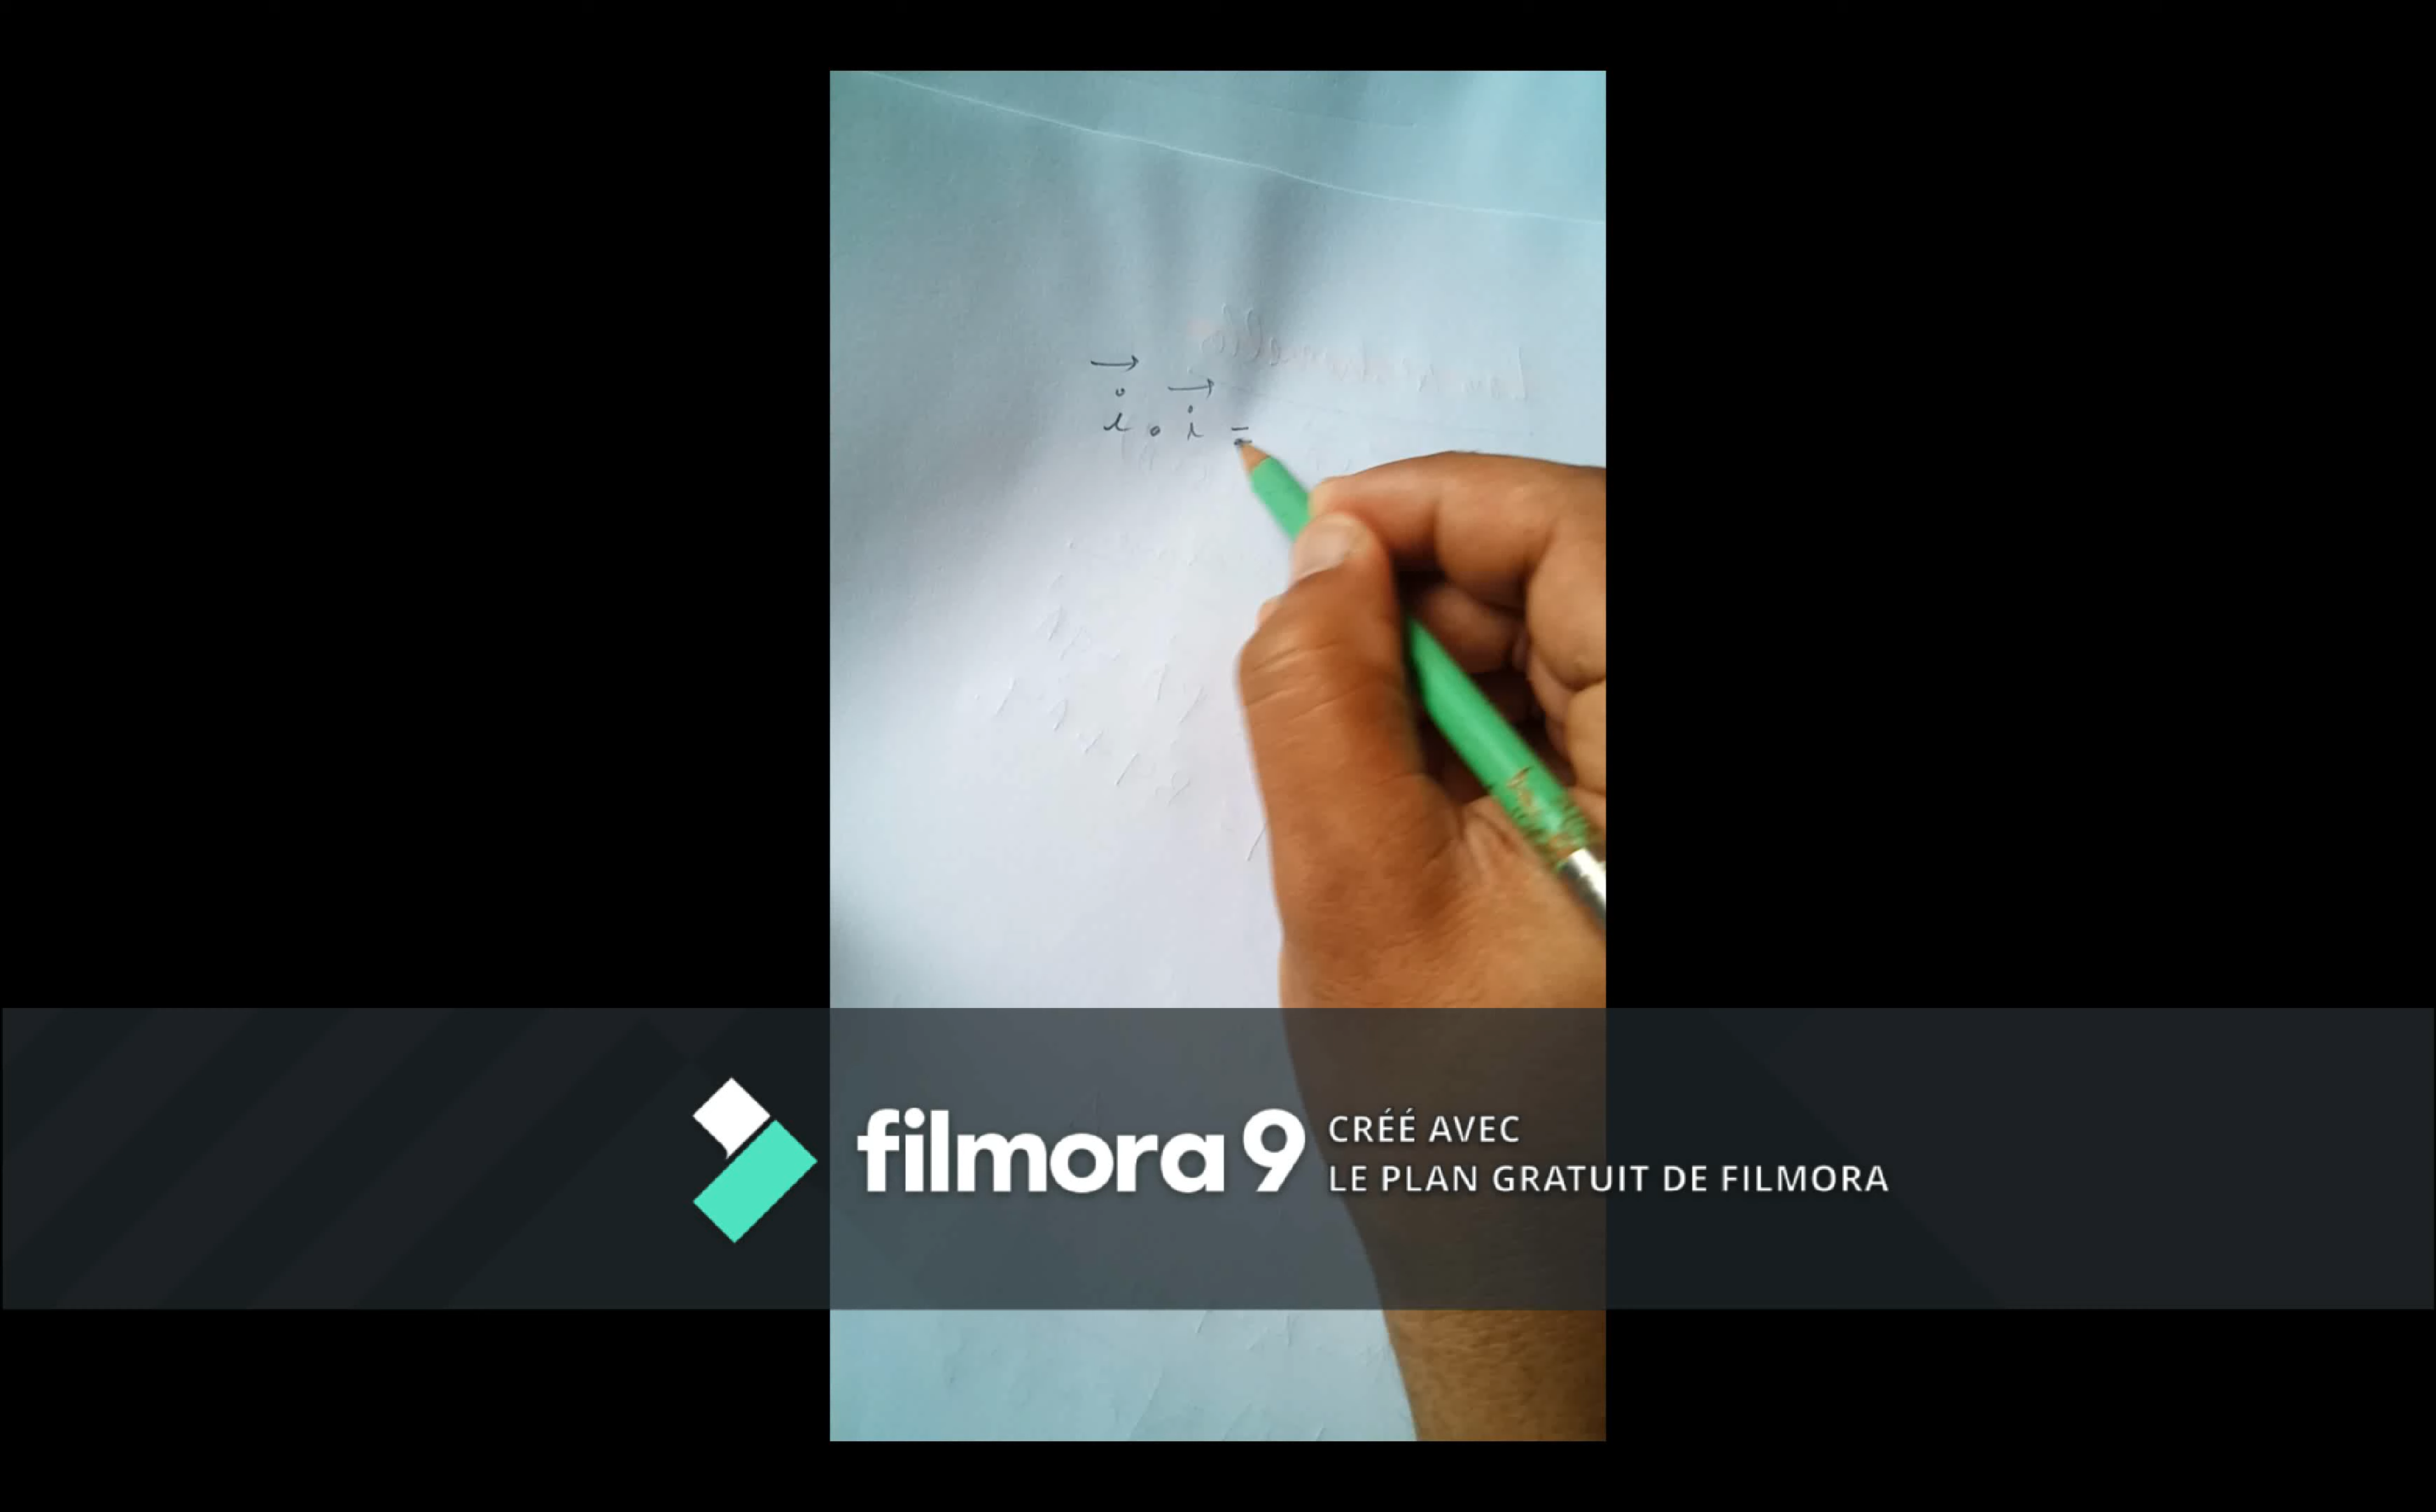 i⃗ . i⃗ =
filmora 9
CRÉÉ AVEC
LE PLAN GRATUIT DE FILMORA